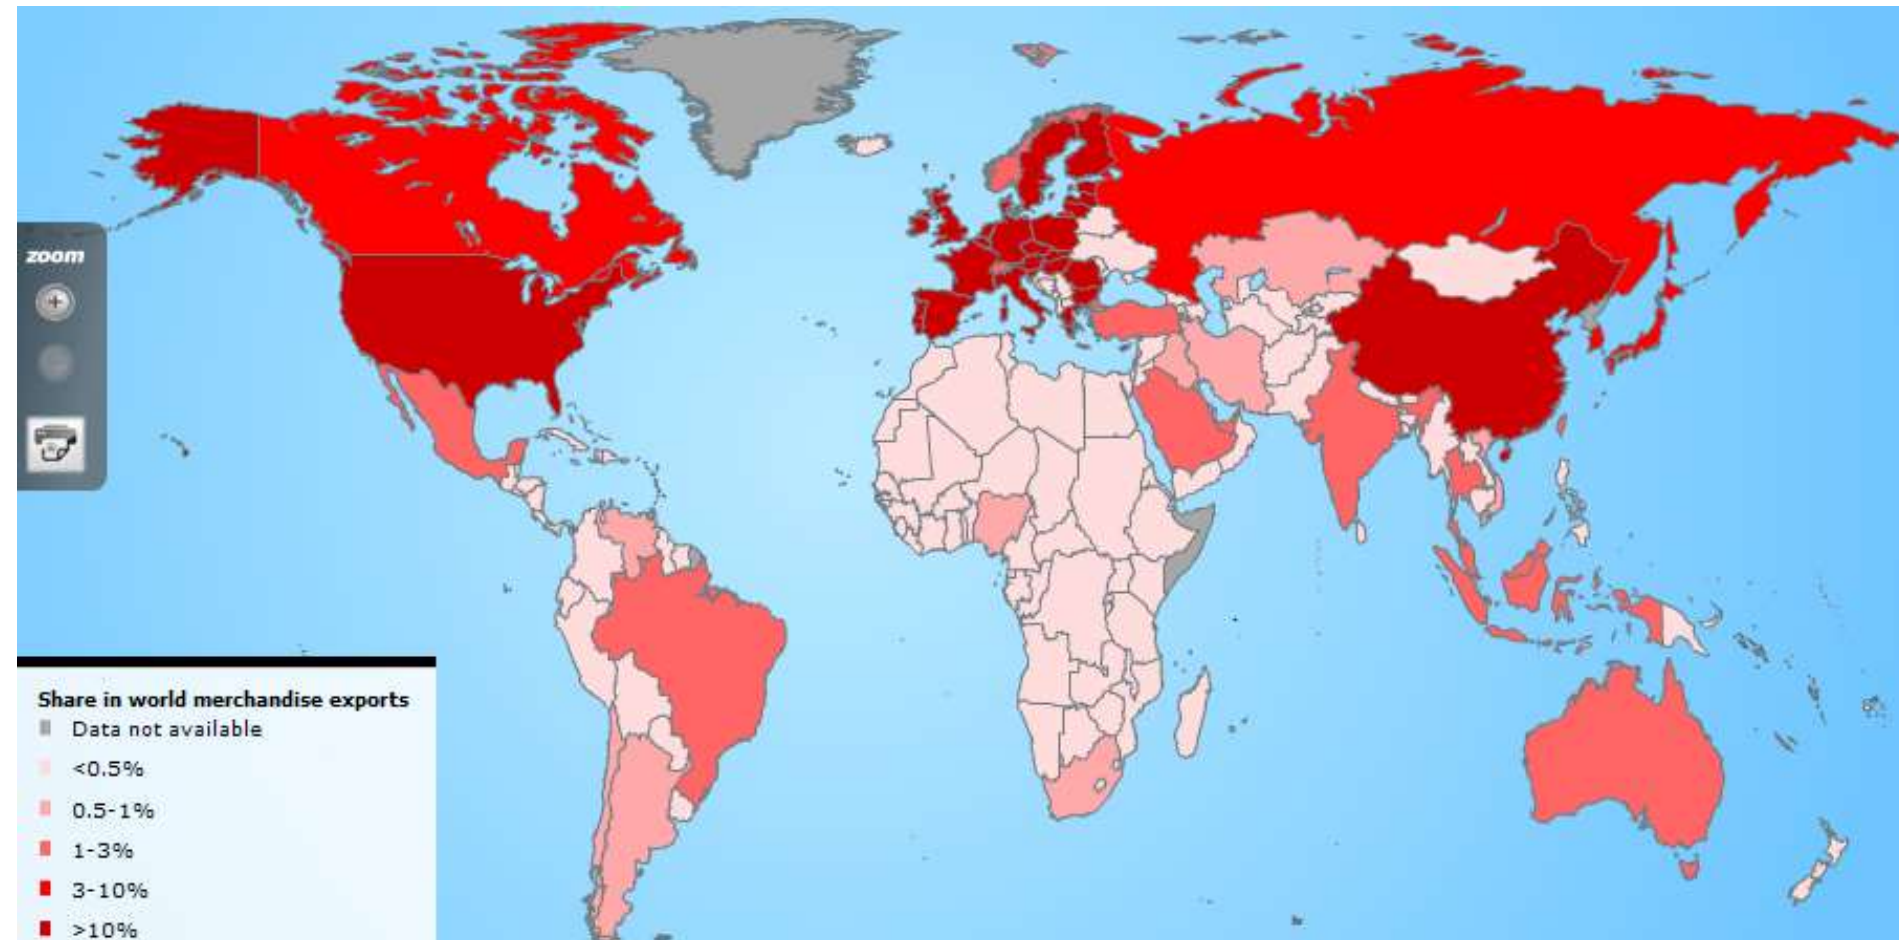 zoom
Share in world merchandise exports
Data not available
<0.5%
0.5-1%
1-3%
3-10%
>10%